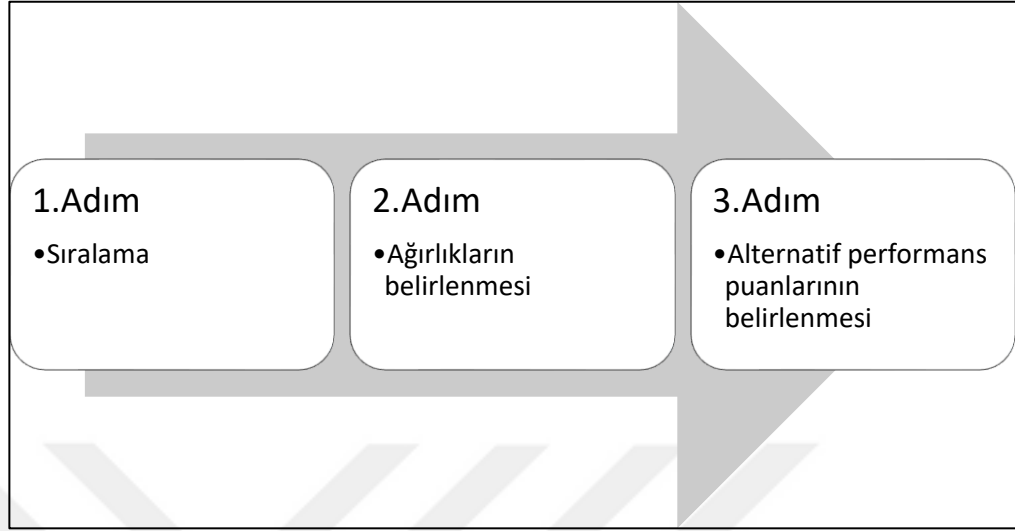 1.Adım
•Sıralama
2.Adım
•Ağırlıkların
belirlenmesi
3.Adım
•Alternatif performans
puanlarının
belirlenmesi